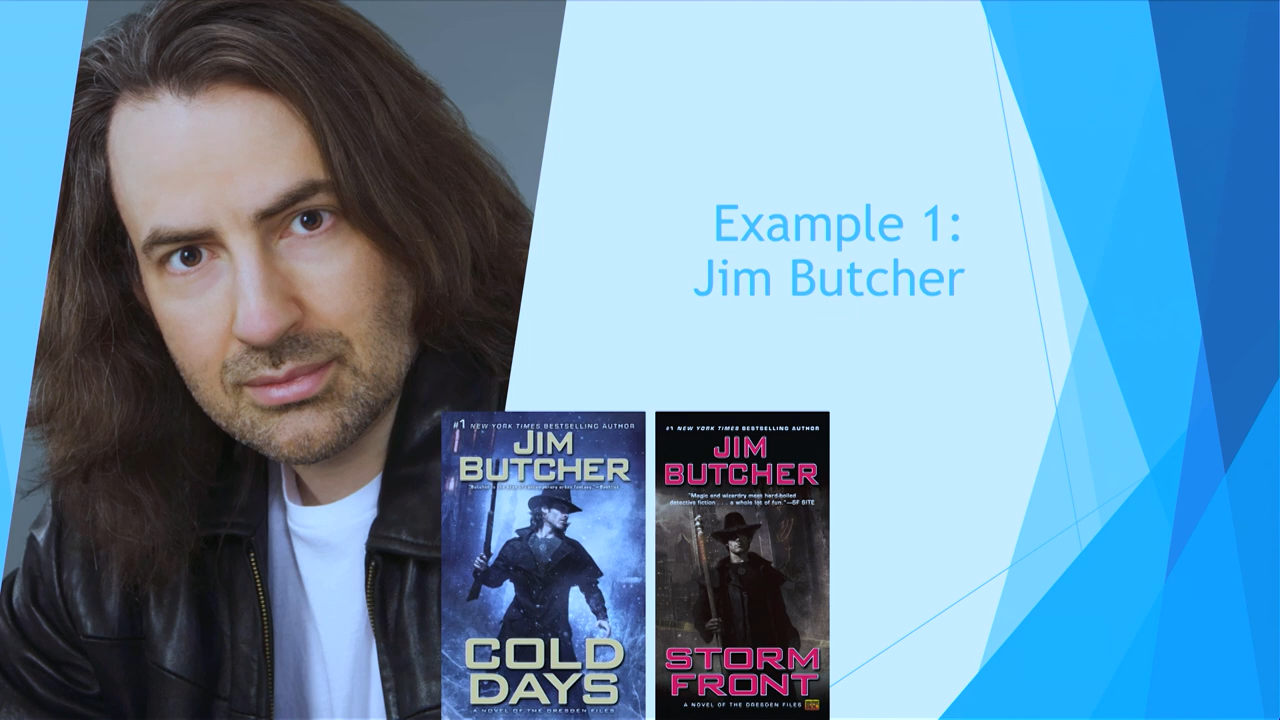 Example 1:
Jim Butcher
#1 NEW YORK TIMES BESTSELLING AUTHOR
JIM
BUTCHER
COLD
DAYS
A NOVEL OF THE DRESDEN FILES
#1 NEW YORK TIMES BESTSELLING AUTHOR
JIM
BUTCHER
"Magic and wizardry meet hard-boiled
detective fiction . . . a whole lot of fun."—SF SITE
STORM
FRONT
A NOVEL OF THE DRESDEN FILES